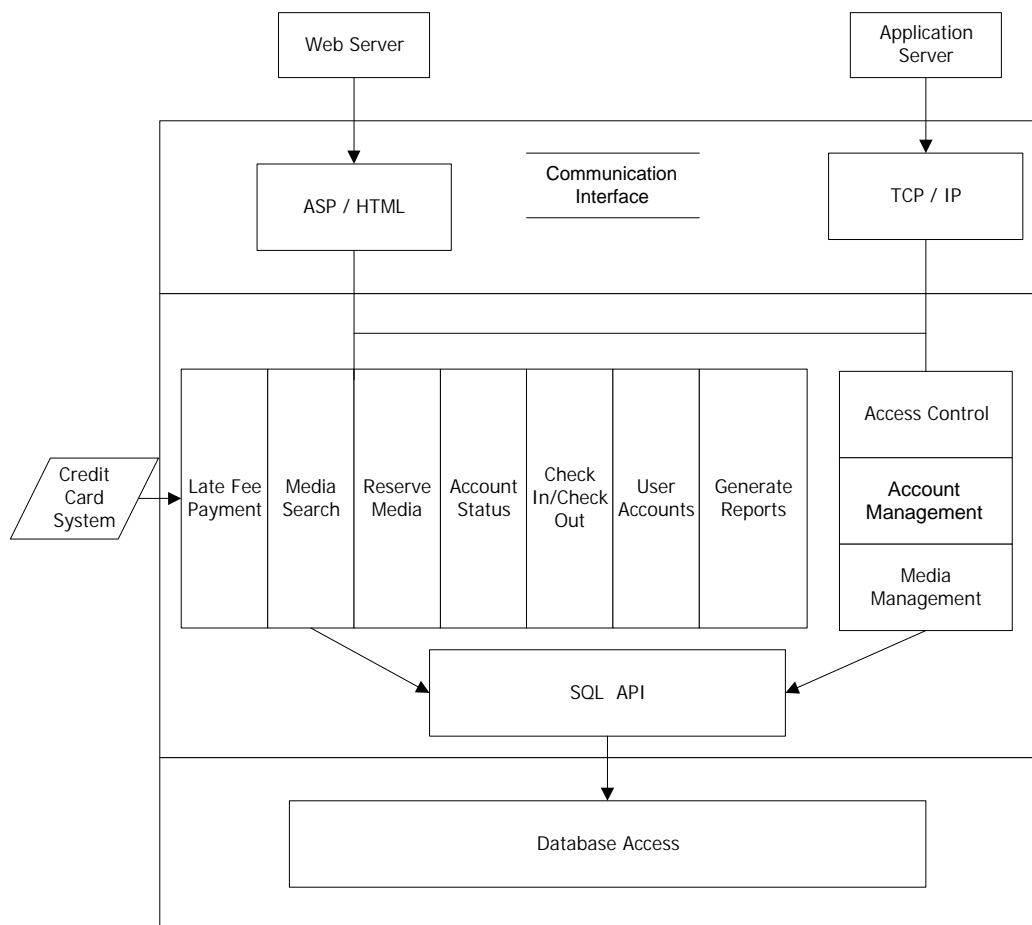 Web Server
Application
Server
ASP / HTML
Communication
Interface
TCP / IP
Credit
Card
System
Late Fee
Payment
Media
Search
Reserve
Media
Account
Status
Check
In/Check
Out
User
Accounts
Generate
Reports
Access Control
Account
Management
Media
Management
SQL API
Database Access